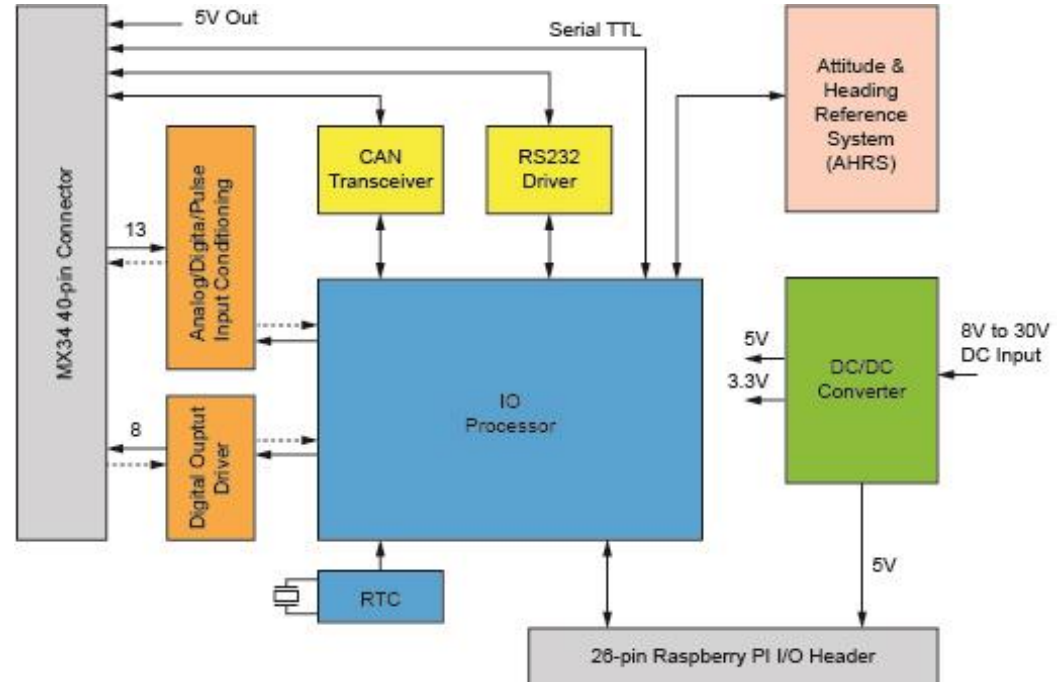 5V Out
Serial TTL
MX34 40-pin Connector
CAN
Transceiver
RS232
Driver
Attitude &
Heading
Reference
System
(AHRS)
13
Analog/Digita/Pulse
Input Conditioning
8
Digital Ouptut
Driver
IO
Processor
5V
3.3V
DC/DC
Converter
8V to 30V
DC Input
RTC
5V
26-pin Raspberry PI I/O Header